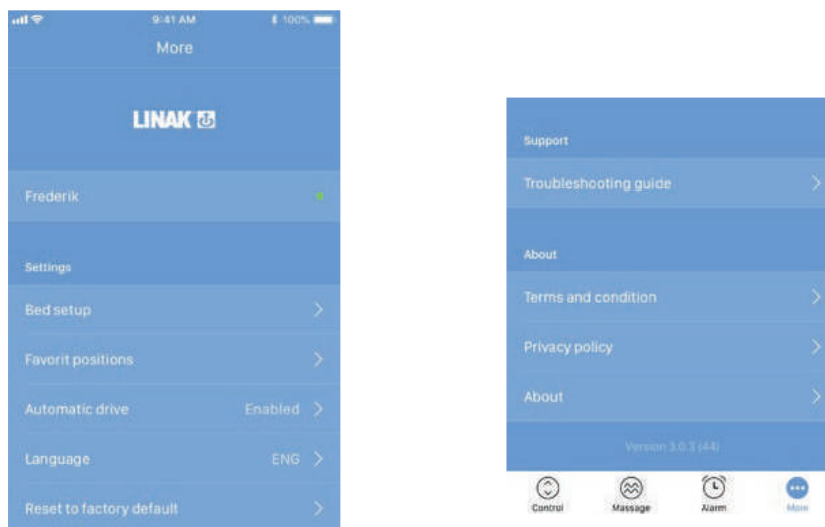 9:41 AM
100%
More
LINAK
Frederik
Settings
Bed setup
Favorit positions
Automatic drive Enabled
Language ENG
Reset to factory default
Support
Troubleshooting guide
About
Terms and condition
Privacy policy
About
Version 3.0.3 (44)
Control Massage Alarm More